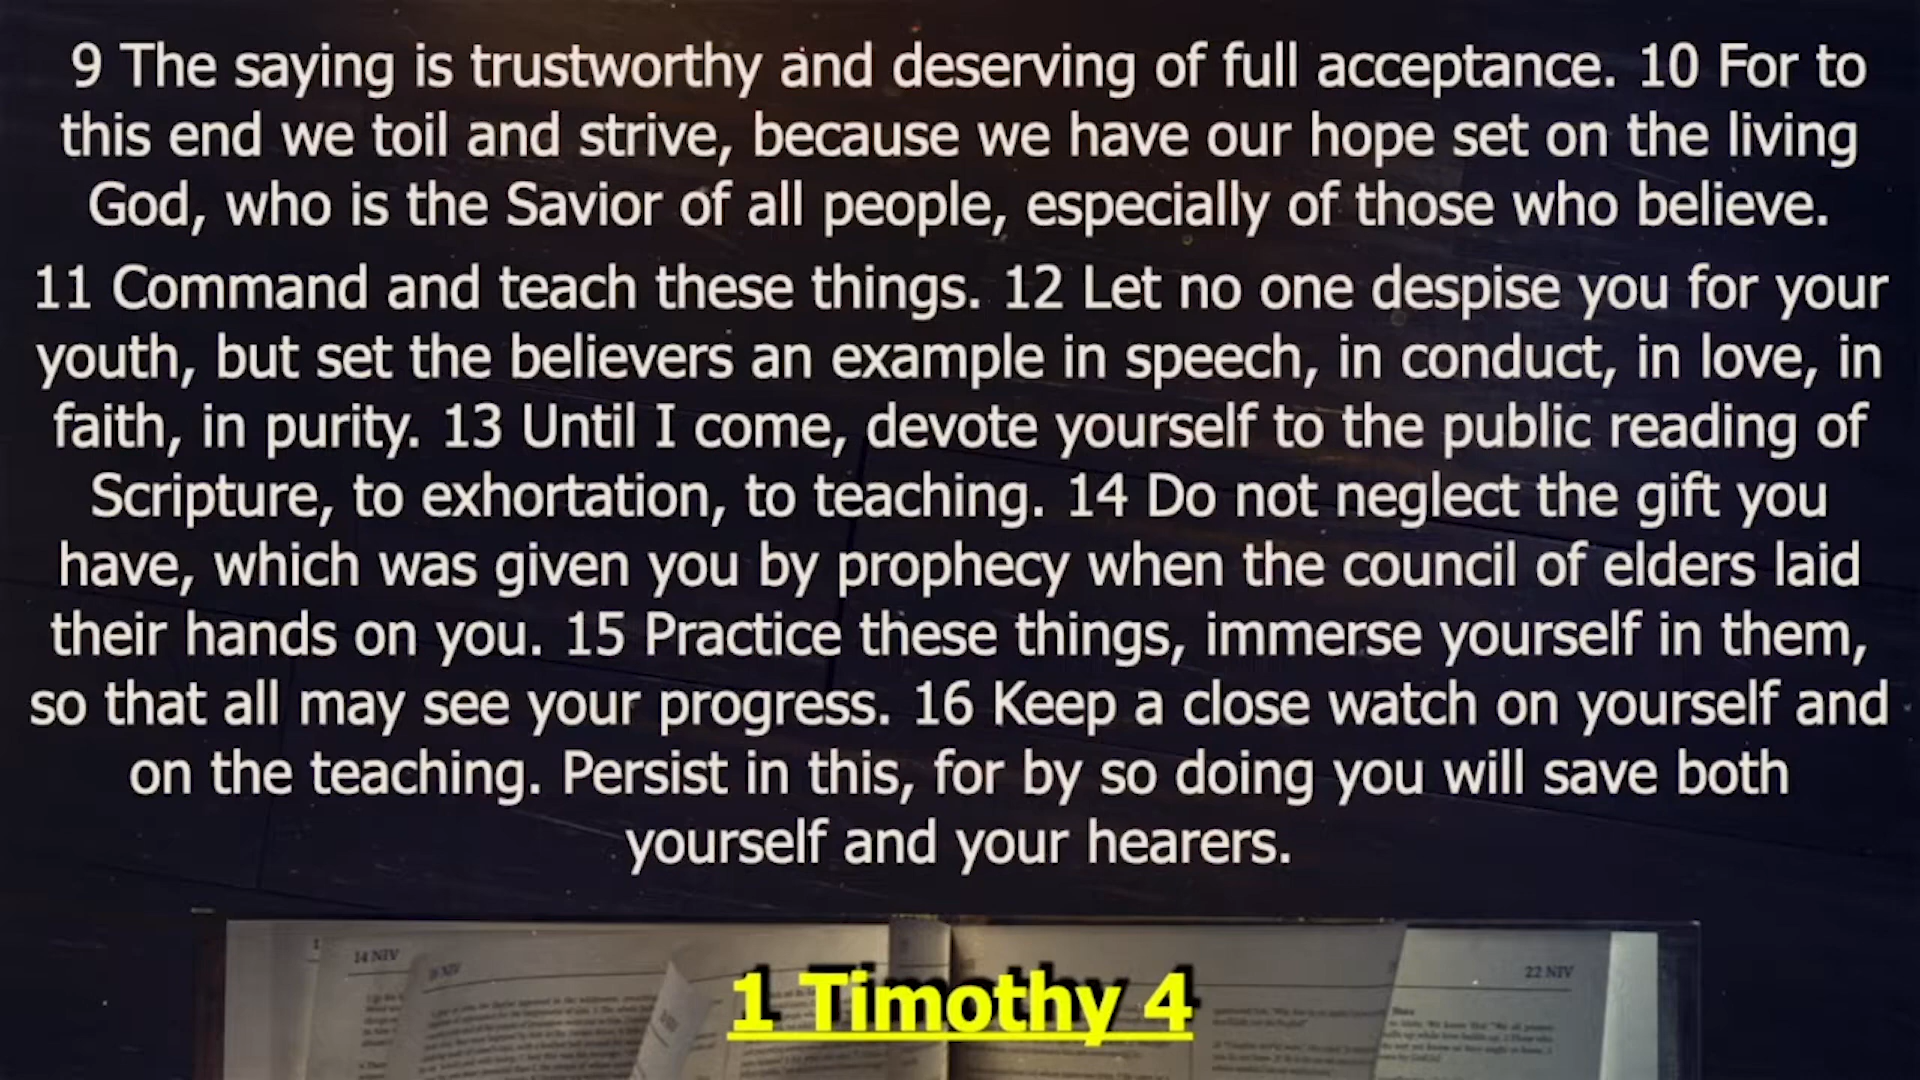 9 The saying is trustworthy and deserving of full acceptance. 10 For to
this end we toil and strive, because we have our hope set on the living
God, who is the Savior of all people, especially of those who believe.
11 Command and teach these things. 12 Let no one despise you for your
youth, but set the believers an example in speech, in conduct, in love, in
faith, in purity. 13 Until I come, devote yourself to the public reading of
Scripture, to exhortation, to teaching. 14 Do not neglect the gift you
have, which was given you by prophecy when the council of elders laid
their hands on you. 15 Practice these things, immerse yourself in them,
so that all may see your progress. 16 Keep a close watch on yourself and
on the teaching. Persist in this, for by so doing you will save both
yourself and your hearers.
14 NIV
22 NIV
1 Timothy 4